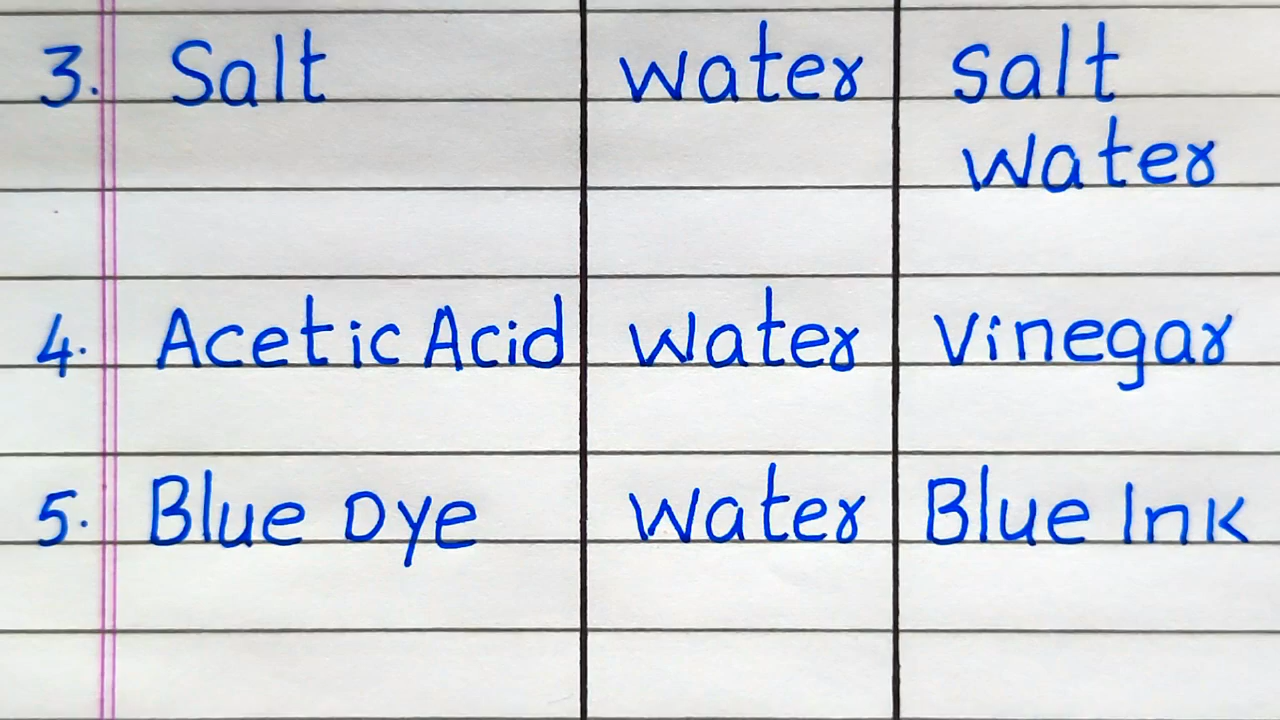 3. Salt water Salt
water
4. Acetic Acid water Vinegar
5. Blue Dye water Blue Ink